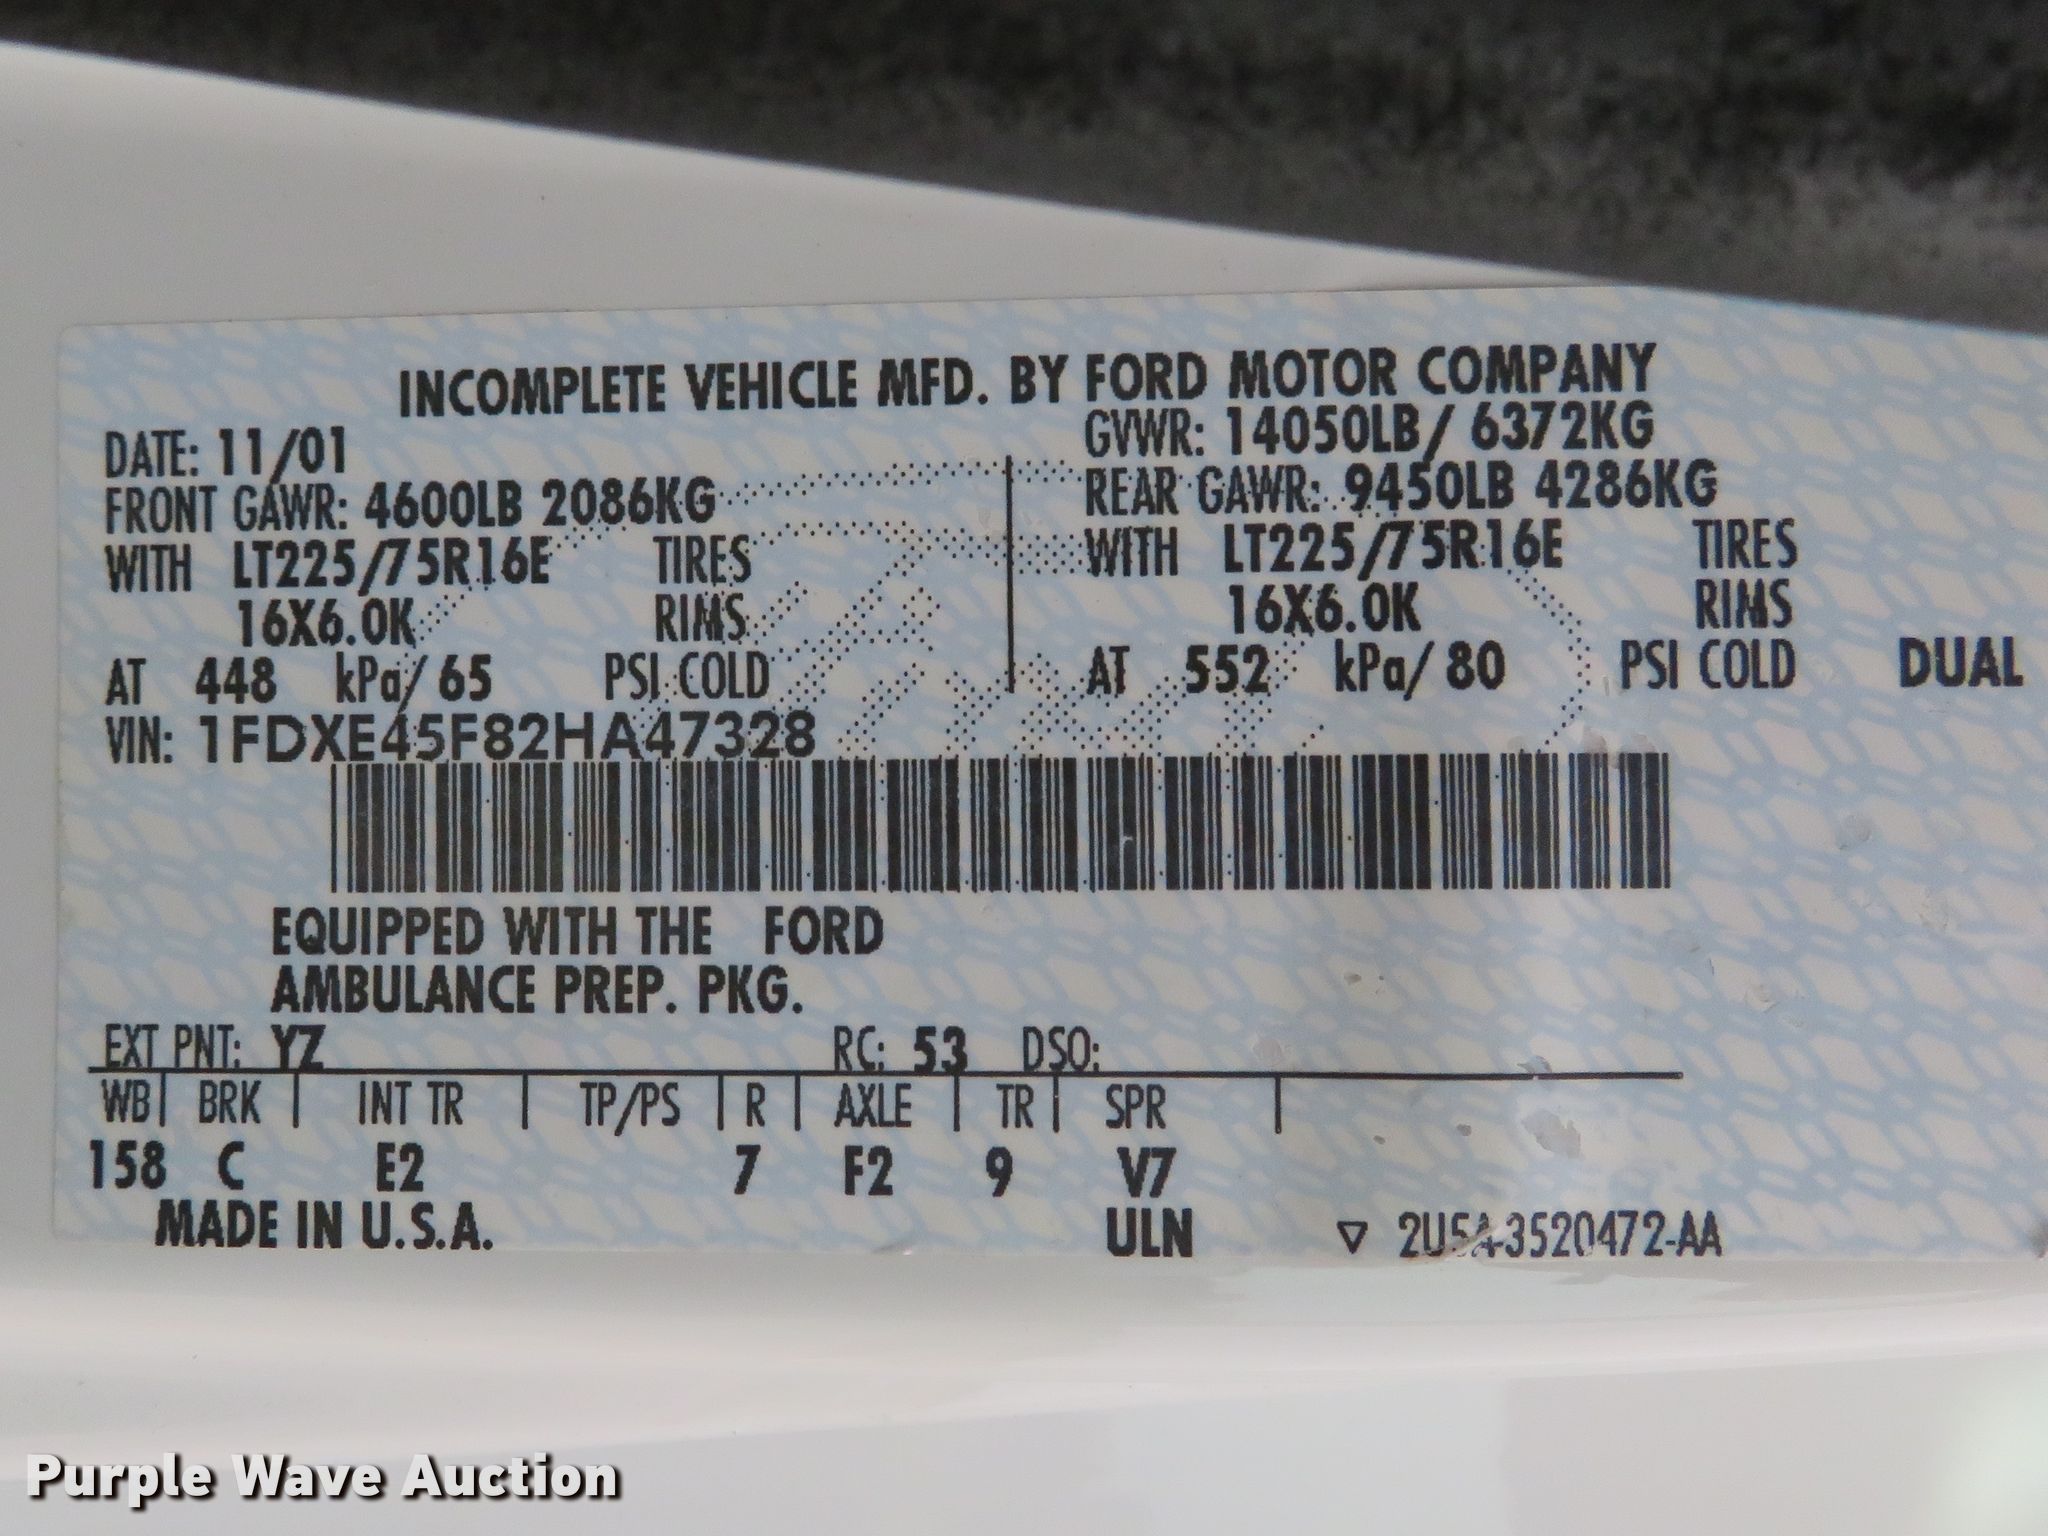 INCOMPLETE VEHICLE MFD. BY FORD MOTOR COMPANY
DATE: 11/01 GVWR: 14050LB/ 6372KG
FRONT GAWR: 4600LB 2086KG REAR GAWR: 9450LB 4286KG
WITH LT225/75R16E TIRES WITH LT225/75R16E TIRES
16X6.0K RIMS 16X6.0K RIMS
AT 448 kPa/ 65 PSI COLD AT 552 kPa/ 80 PSI COLD DUAL
VIN: 1FDXE45F82HA47328
EQUIPPED WITH THE FORD
AMBULANCE PREP. PKG.
EXT PNT: YZ RC: 53 DSO:
WB BRK INT TR TP/PS R AXLE TR SPR
158 C E2 7 F2 9 V7
MADE IN U.S.A. ULN 2U5A-3520472-AA
Purple Wave Auction